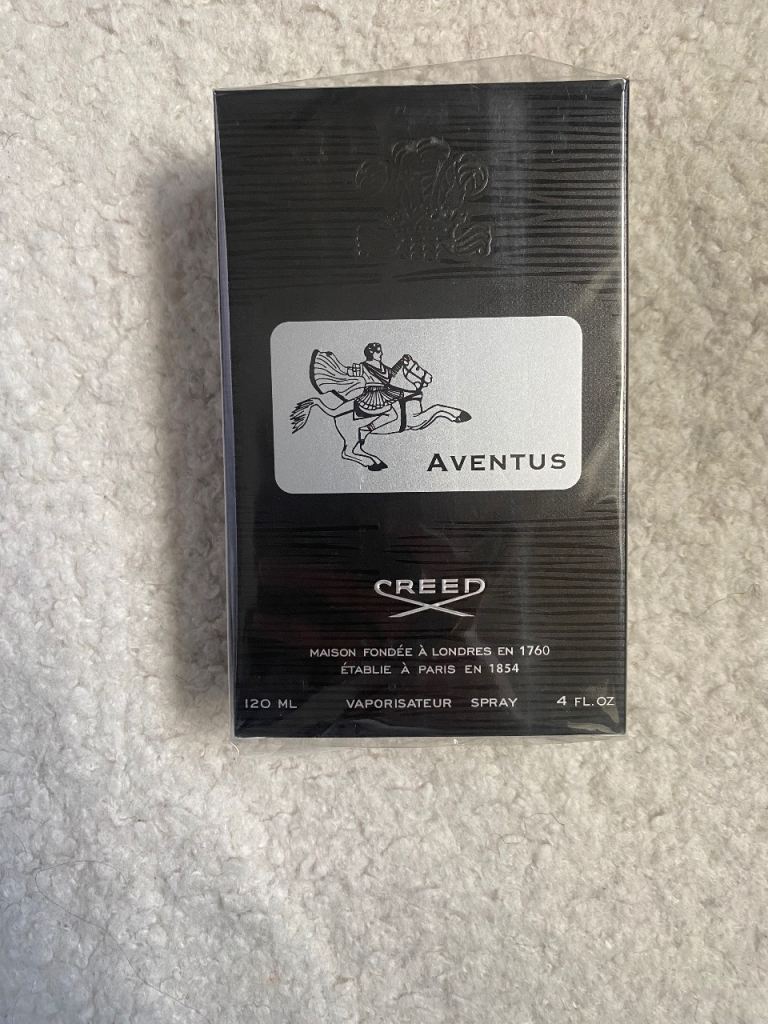 AVENTUS
CREED
MAISON FONDÉE À LONDRES EN 1760
ÉTABLIE À PARIS EN 1854
120 ML VAPORISATEUR SPRAY 4 FL.OZ